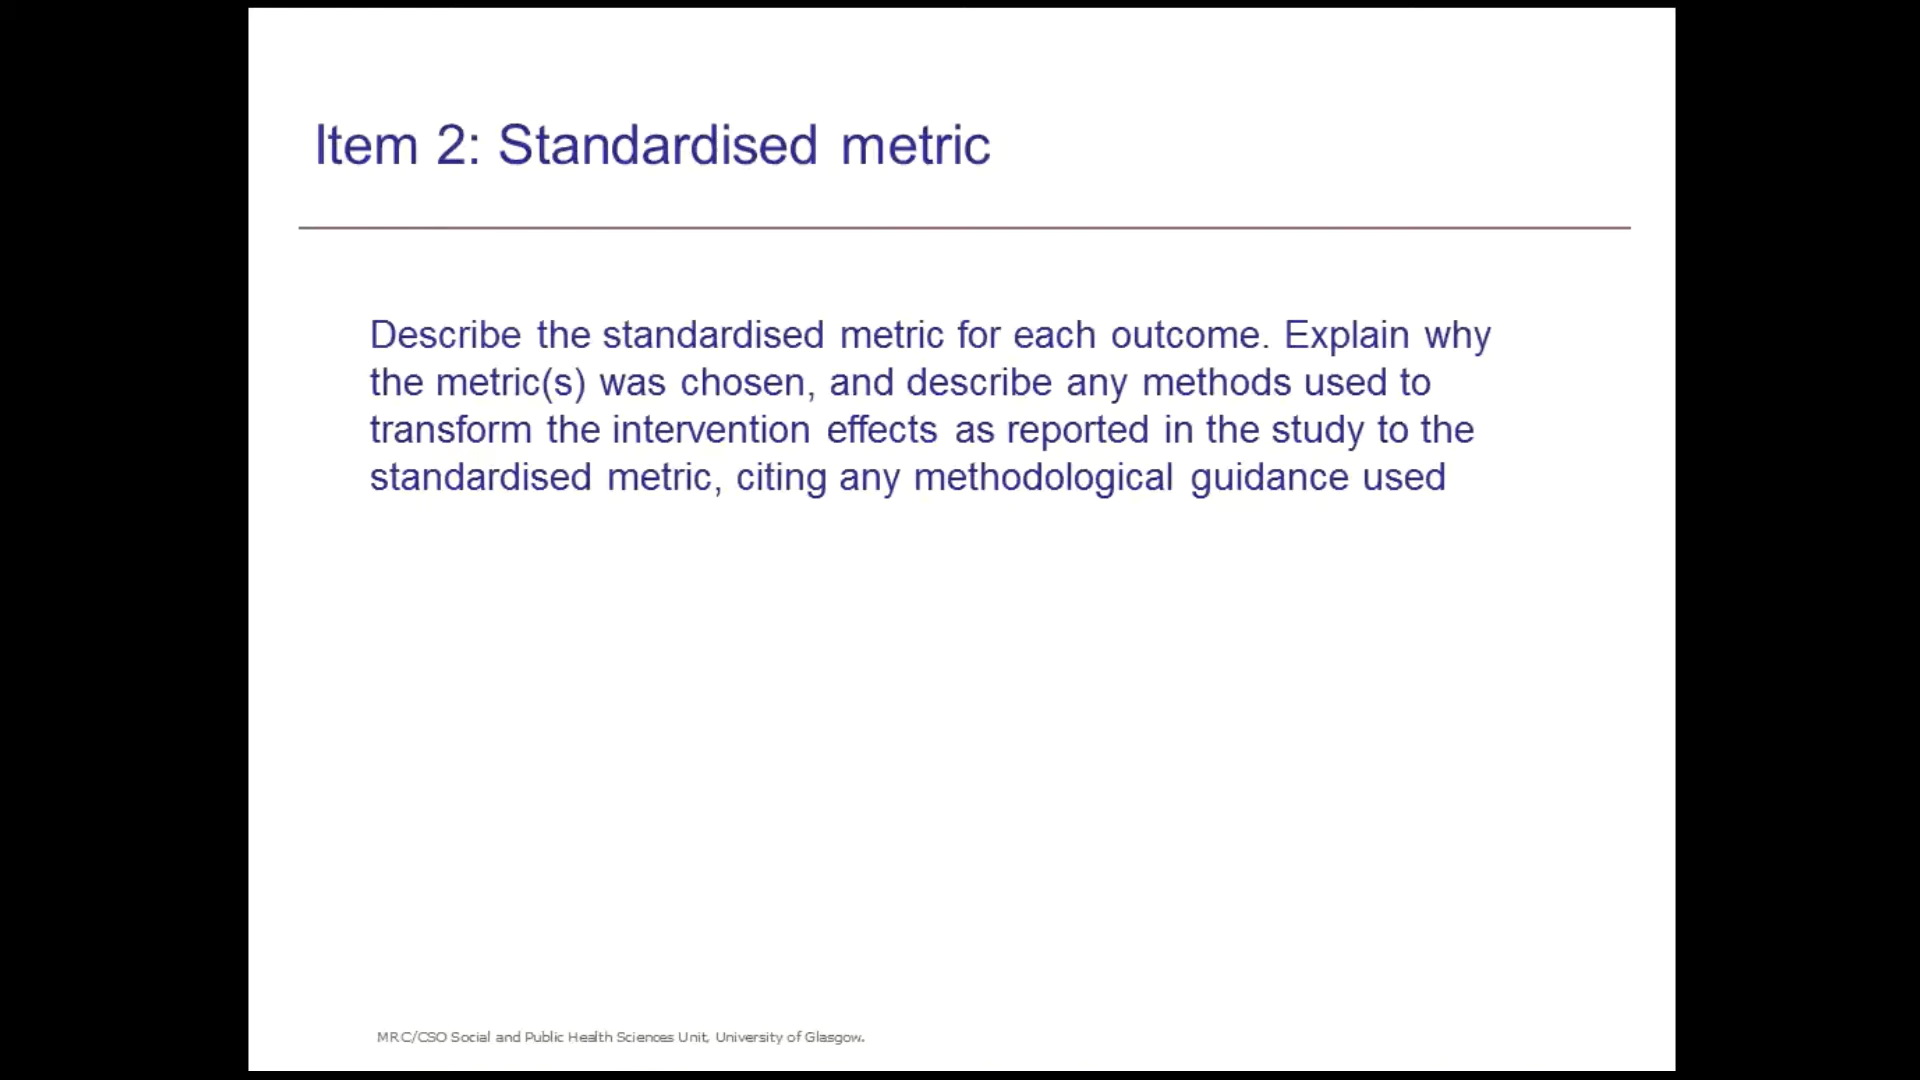 Item 2: Standardised metric
Describe the standardised metric for each outcome. Explain why
the metric(s) was chosen, and describe any methods used to
transform the intervention effects as reported in the study to the
standardised metric, citing any methodological guidance used
MRC/CSO Social and Public Health Sciences Unit, University of Glasgow.